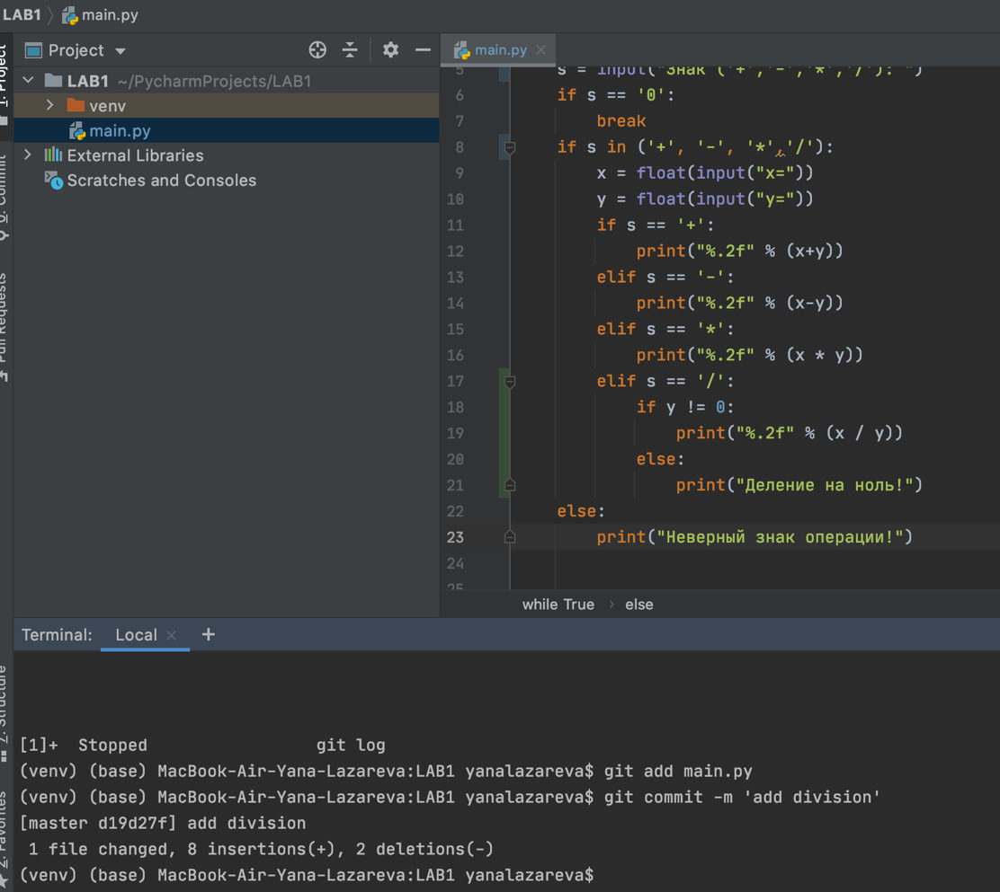 LAB1 main.py
Project
main.py
1: Project
LAB1 ~/PycharmProjects/LAB1
venv
main.py
External Libraries
Scratches and Consoles
0: Commit
Pull Requests
5 s = input("Знак ('+','-','*','/'): ")
6 if s == '0':
7 break
8 if s in ('+', '-', '*','/'):
9 x = float(input("x="))
10 y = float(input("y="))
11 if s == '+':
12 print("%.2f" % (x+y))
13 elif s == '-':
14 print("%.2f" % (x-y))
15 elif s == '*':
16 print("%.2f" % (x * y))
17 elif s == '/':
18 if y != 0:
19 print("%.2f" % (x / y))
20 else:
21 print("Деление на ноль!")
22 else:
23 print("Неверный знак операции!")
24
25
while True › else
Terminal: Local +
Z: Structure
2: Favorites
[1]+  Stopped                 git log
(venv) (base) MacBook-Air-Yana-Lazareva:LAB1 yanalazareva$ git add main.py
(venv) (base) MacBook-Air-Yana-Lazareva:LAB1 yanalazareva$ git commit -m 'add division'
[master d19d27f] add division
 1 file changed, 8 insertions(+), 2 deletions(-)
(venv) (base) MacBook-Air-Yana-Lazareva:LAB1 yanalazareva$